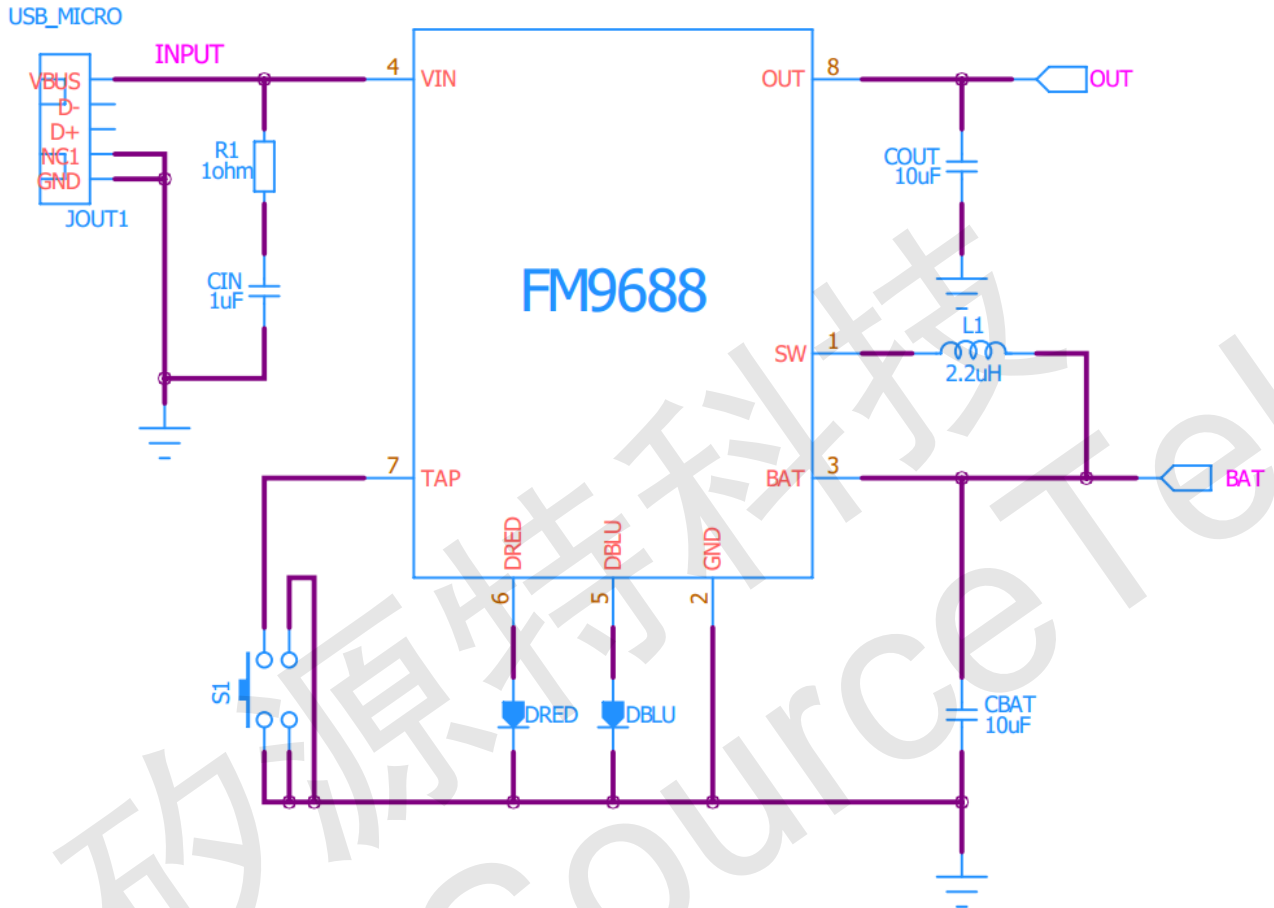 USB_MICRO
INPUT
VBUS
D-
D+
NC1
GND
JOUT1
R1
1ohm
CIN
1uF
4
VIN
OUT
8
OUT
COUT
10uF
FM9688
SW
1
L1
2.2uH
7
TAP
BAT
3
BAT
DRED
DBLU
GND
6
5
2
S1
DRED
DBLU
CBAT
10uF
矽源特科技
ourceTel